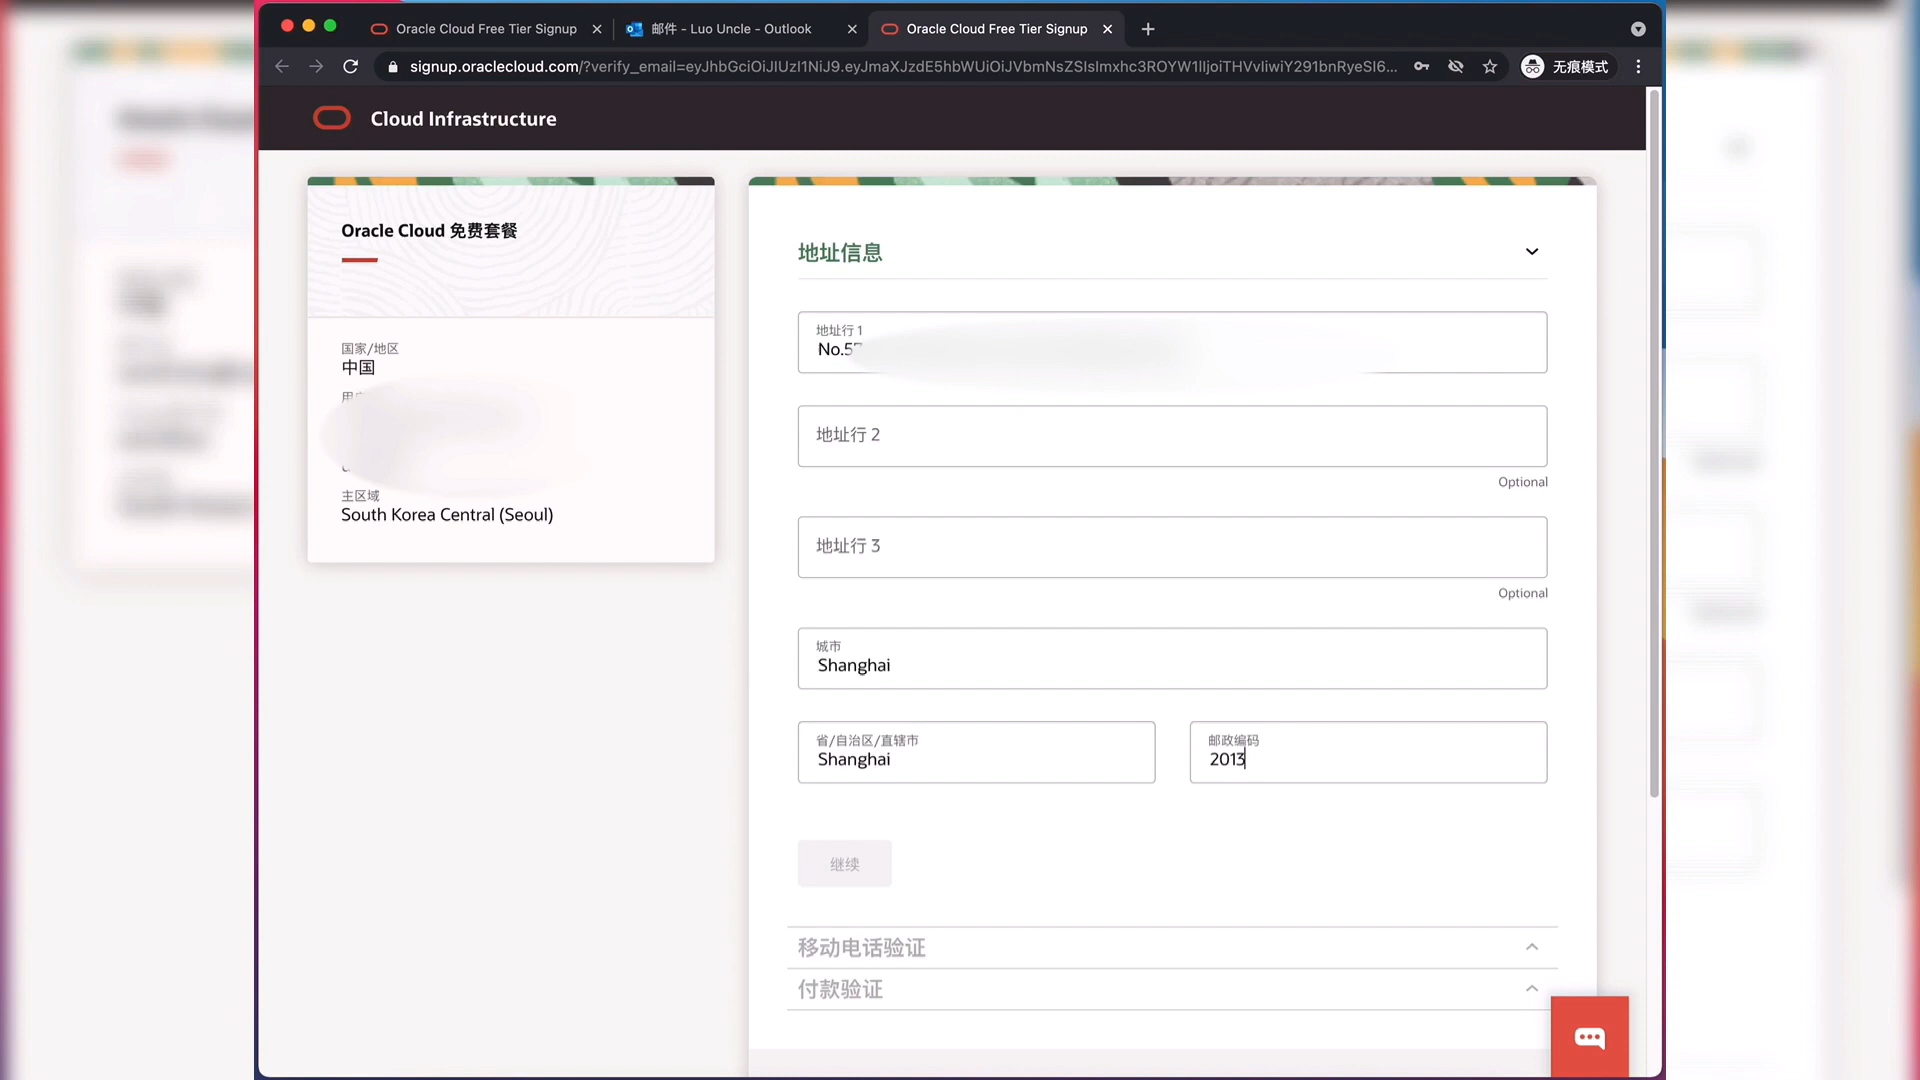 Oracle Cloud Free Tier Signup
邮件 - Luo Uncle - Outlook
Oracle Cloud Free Tier Signup
signup.oraclecloud.com/?verify_email=eyJhbGciOiJIUzI1NiJ9.eyJmaXJzdE5hbWUiOiJVbmNsZSIsImxhc3ROYW1lIjoiTHVvIiwiY291bnRyeSI6...
无痕模式
Cloud Infrastructure
Oracle Cloud 免费套餐
国家/地区
中国
主区域
South Korea Central (Seoul)
地址信息
地址行 1
No.57
地址行 2
Optional
地址行 3
Optional
城市
Shanghai
省/自治区/直辖市
Shanghai
邮政编码
2013
继续
移动电话验证
付款验证